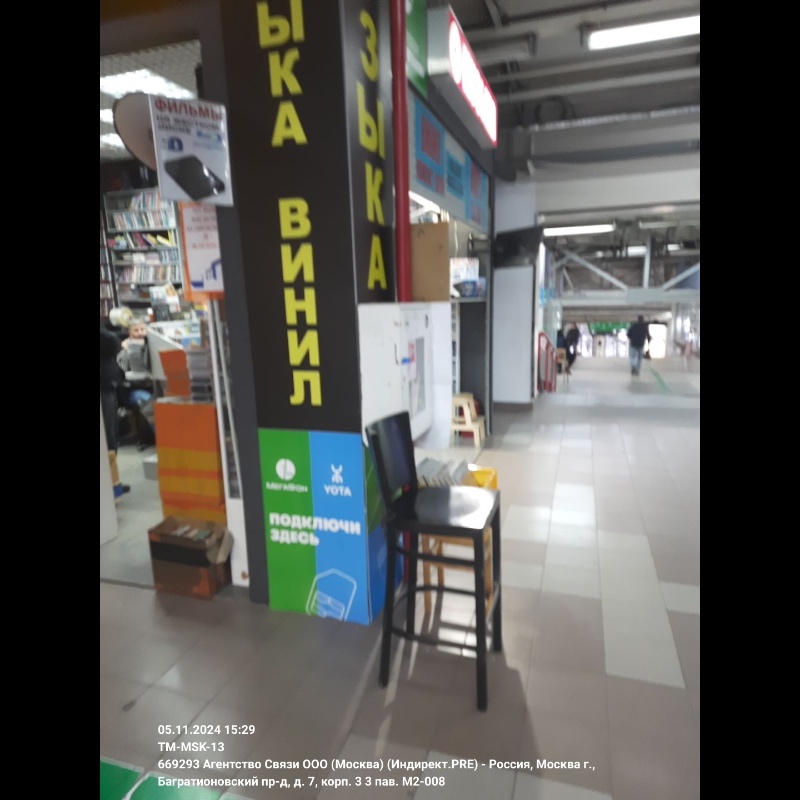 ЫКА ВИНИЛ
ЗЫКА
ФИЛЬМЫ
МЕГАФОН
YOTA
ПОДКЛЮЧИ
ЗДЕСЬ
05.11.2024 15:29
TM-MSK-13
669293 Агентство Связи ООО (Москва) (Индирект.PRE) - Россия, Москва г.,
Багратионовский пр-д, д. 7, корп. 3 3 пав. М2-008